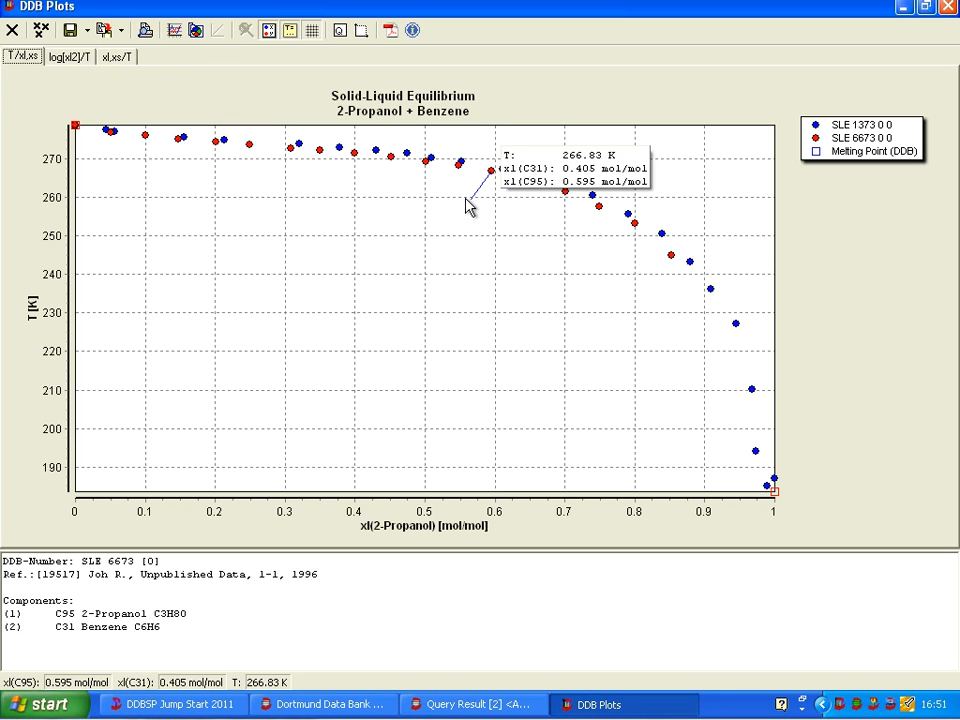 DDB Plots
T/xl,xs
log[xl2]/T
xl,xs/T
Solid-Liquid Equilibrium
2-Propanol + Benzene
SLE 1373 0 0
SLE 6673 0 0
Melting Point (DDB)
T: 266.83 K
xl(C31): 0.405 mol/mol
xl(C95): 0.595 mol/mol
T [K]
270
260
250
240
230
220
210
200
190
0 0.1 0.2 0.3 0.4 0.5 0.6 0.7 0.8 0.9 1
xl(2-Propanol) [mol/mol]
DDB-Number: SLE 6673 [0]
Ref.:[19517] Joh R., Unpublished Data, 1-1, 1996
Components:
(1) C95 2-Propanol C3H8O
(2) C31 Benzene C6H6
xl(C95): 0.595 mol/mol xl(C31): 0.405 mol/mol T: 266.83 K
start
DDBSP Jump Start 2011
Dortmund Data Bank ...
Query Result [2] <A...
DDB Plots
16:51